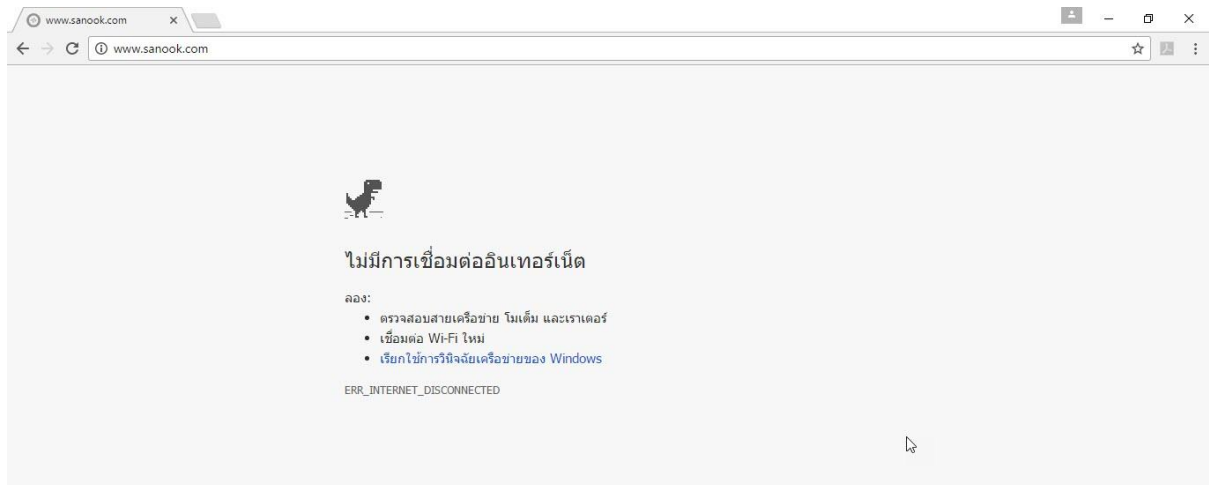 www.sanook.com
www.sanook.com
ไม่มีการเชื่อมต่ออินเทอร์เน็ต
ลอง:
ตรวจสอบสายเครือข่าย โมเด็ม และเราเตอร์
เชื่อมต่อ Wi-Fi ใหม่
เรียกใช้การวินิจฉัยเครือข่ายของ Windows
ERR_INTERNET_DISCONNECTED